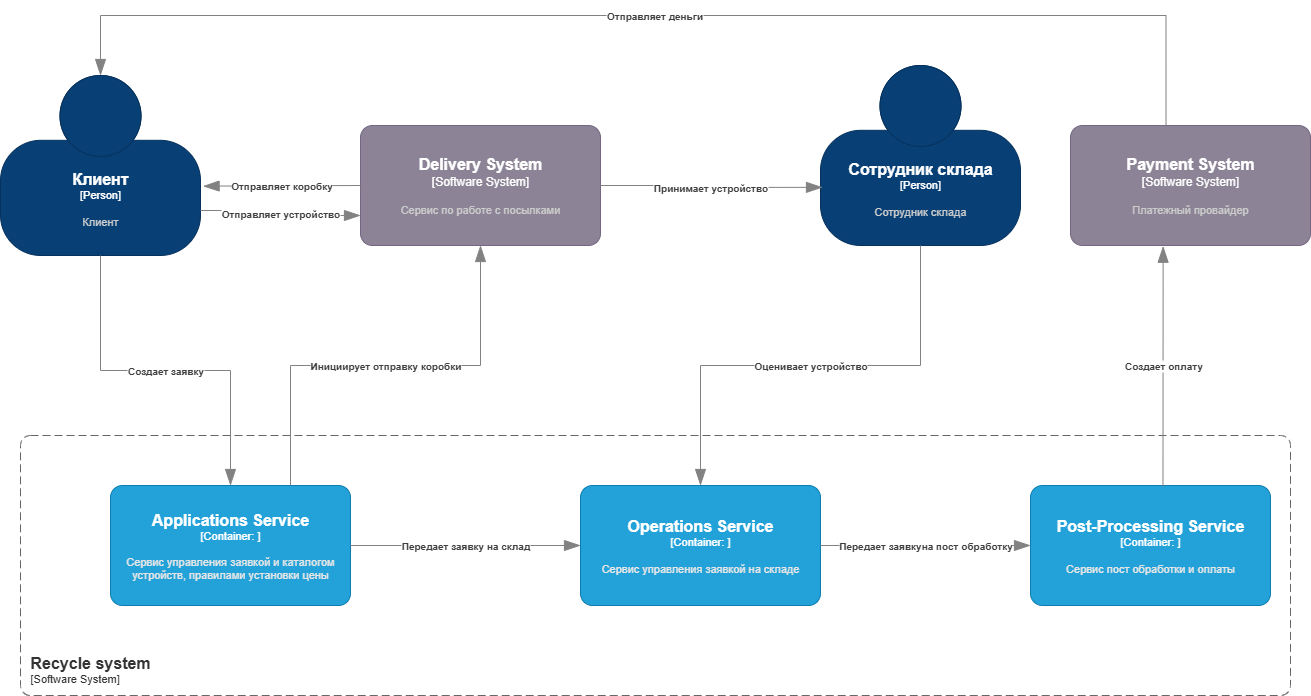 Отправляет деньги
Клиент
[Person]
Клиент
Отправляет коробку
Отправляет устройство
Delivery System
[Software System]
Сервис по работе с посылками
Принимает устройство
Сотрудник склада
[Person]
Сотрудник склада
Payment System
[Software System]
Платежный провайдер
Создает заявку
Инициирует отправку коробки
Оценивает устройство
Создает оплату
Applications Service
[Container: ]
Сервис управления заявкой и каталогом
устройств, правилами установки цены
Передает заявку на склад
Operations Service
[Container: ]
Сервис управления заявкой на складе
Передает заявкуна пост обработку
Post-Processing Service
[Container: ]
Сервис пост обработки и оплаты
Recycle system
[Software System]